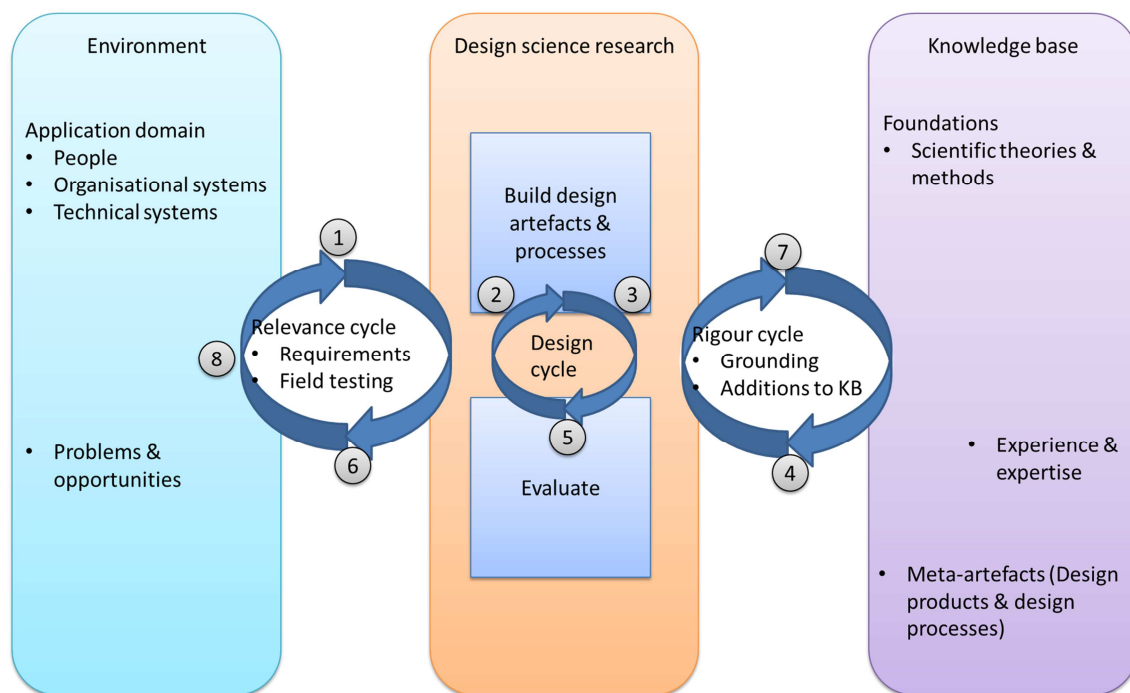 Environment
Application domain
• People
• Organisational systems
• Technical systems
• Problems &
opportunities
1
Relevance cycle
• Requirements
• Field testing
8
6
Design science research
Build design
artefacts &
processes
2
3
Design
cycle
5
Evaluate
7
Rigour cycle
• Grounding
• Additions to KB
4
Knowledge base
Foundations
• Scientific theories &
methods
• Experience &
expertise
• Meta-artefacts (Design
products & design
processes)